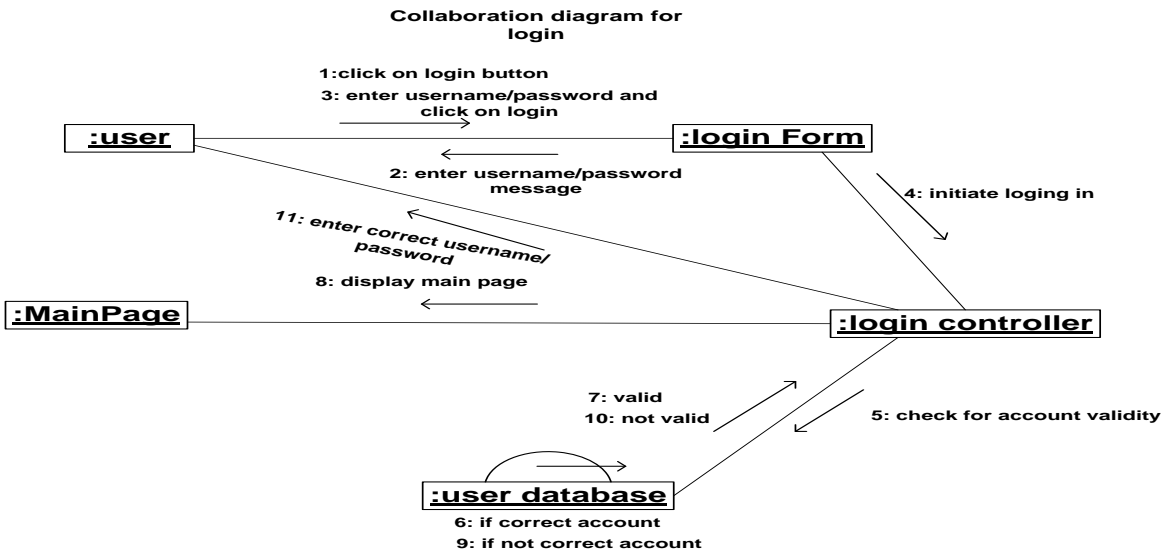 Collaboration diagram for
login
1:click on login button
3: enter username/password and
click on login
:user
:login Form
2: enter username/password
message
4: initiate loging in
11: enter correct username/
password
8: display main page
:MainPage
:login controller
7: valid
10: not valid
5: check for account validity
:user database
6: if correct account
9: if not correct account